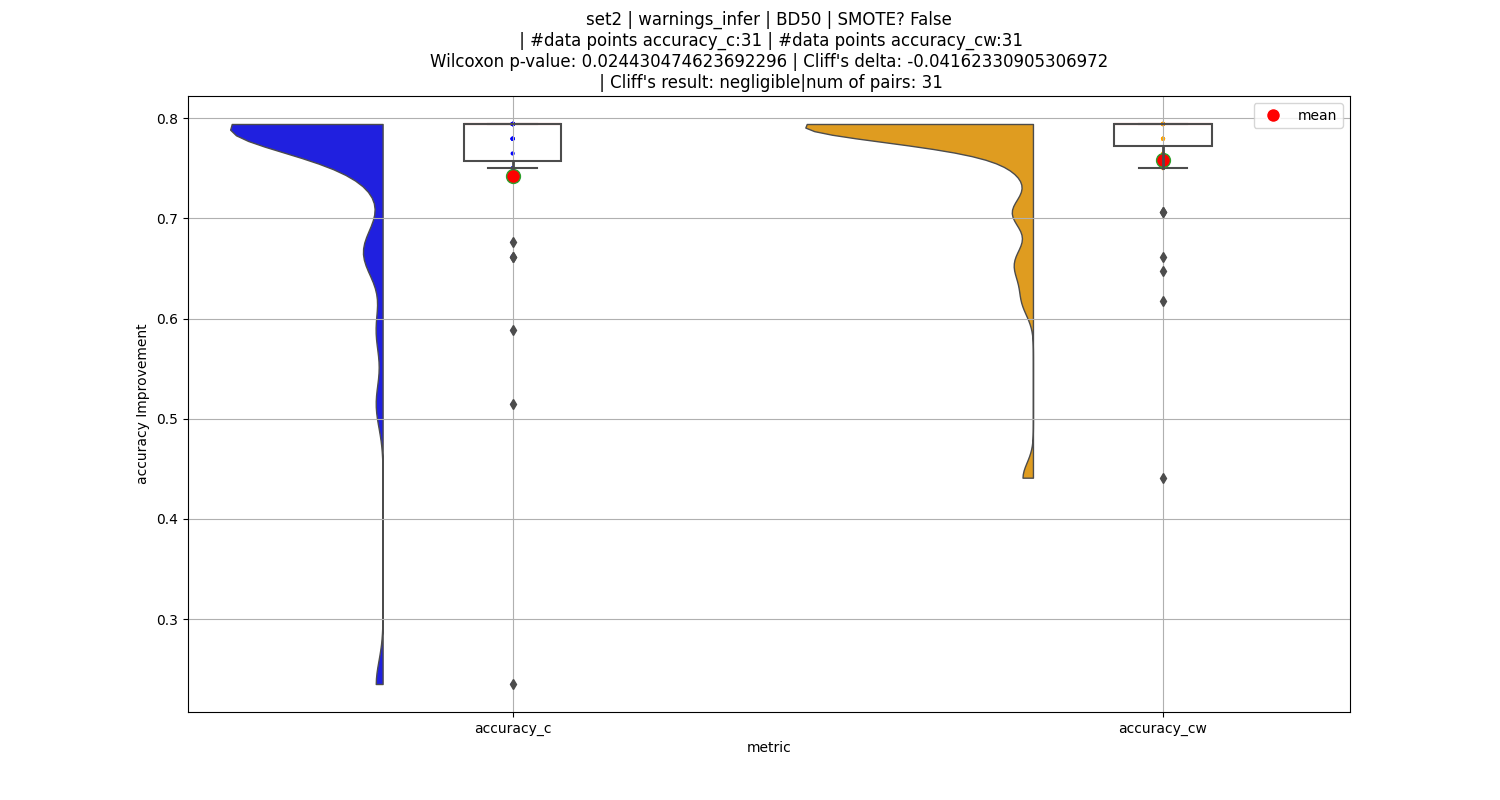 set2 | warnings_infer | BD50 | SMOTE? False
| #data points accuracy_c:31 | #data points accuracy_cw:31
Wilcoxon p-value: 0.024430474623692296 | Cliff's delta: -0.04162330905306972
| Cliff's result: negligible|num of pairs: 31
mean
0.8
0.7
0.6
0.5
0.4
0.3
accuracy Improvement
accuracy_c
accuracy_cw
metric